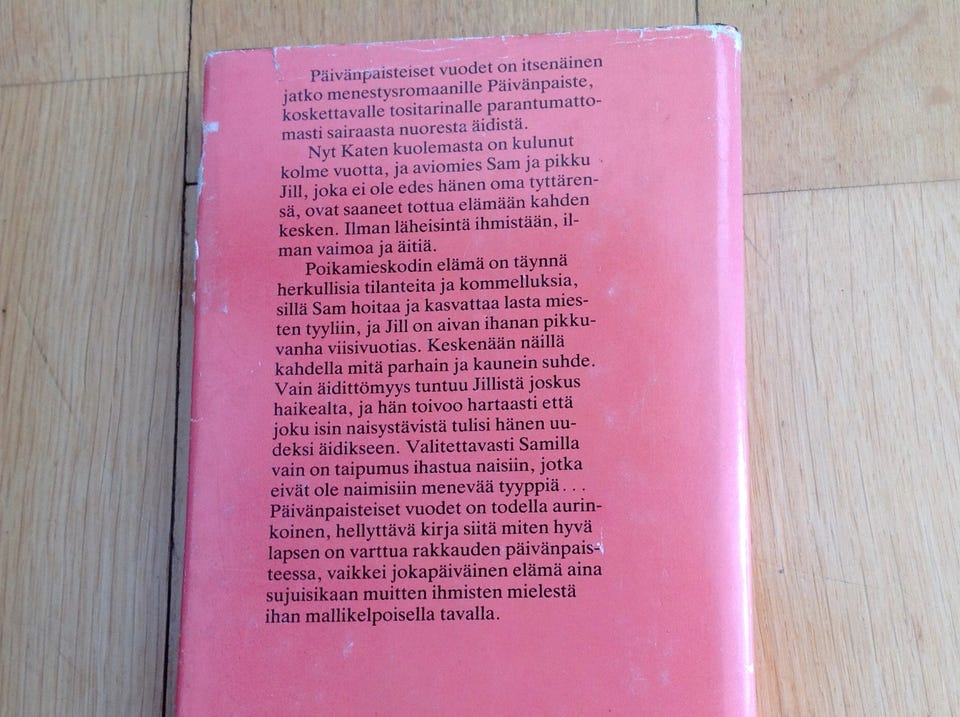 Päivänpaisteiset vuodet on itsenäinen
jatko menestysromaanille Päivänpaiste,
koskettavalle tositarinalle parantumatto-
masti sairaasta nuoresta äidistä.
Nyt Katen kuolemasta on kulunut
kolme vuotta, ja aviomies Sam ja pikku
Jill, joka ei ole edes hänen oma tyttären-
sä, ovat saaneet tottua elämään kahden
kesken. Ilman läheisintä ihmistään, il-
man vaimoa ja äitiä.
Poikamieskodin elämä on täynnä
herkullisia tilanteita ja kommelluksia,
sillä Sam hoitaa ja kasvattaa lasta mies-
ten tyyliin, ja Jill on aivan ihanan pikku-
vanha viisivuotias. Keskenään näillä
kahdella mitä parhain ja kaunein suhde.
Vain äidittömyys tuntuu Jillistä joskus
haikealta, ja hän toivoo hartaasti että
joku isin naisystävistä tulisi hänen uu-
deksi äidikseen. Valitettavasti Samilla
vain on taipumus ihastua naisiin, jotka
eivät ole naimisiin menevää tyyppiä...
Päivänpaisteiset vuodet on todella aurin-
koinen, hellyttävä kirja siitä miten hyvä
lapsen on varttua rakkauden päivänpais-
teessa, vaikkei jokapäiväinen elämä aina
sujuisikaan muitten ihmisten mielestä
ihan mallikelpoisella tavalla.